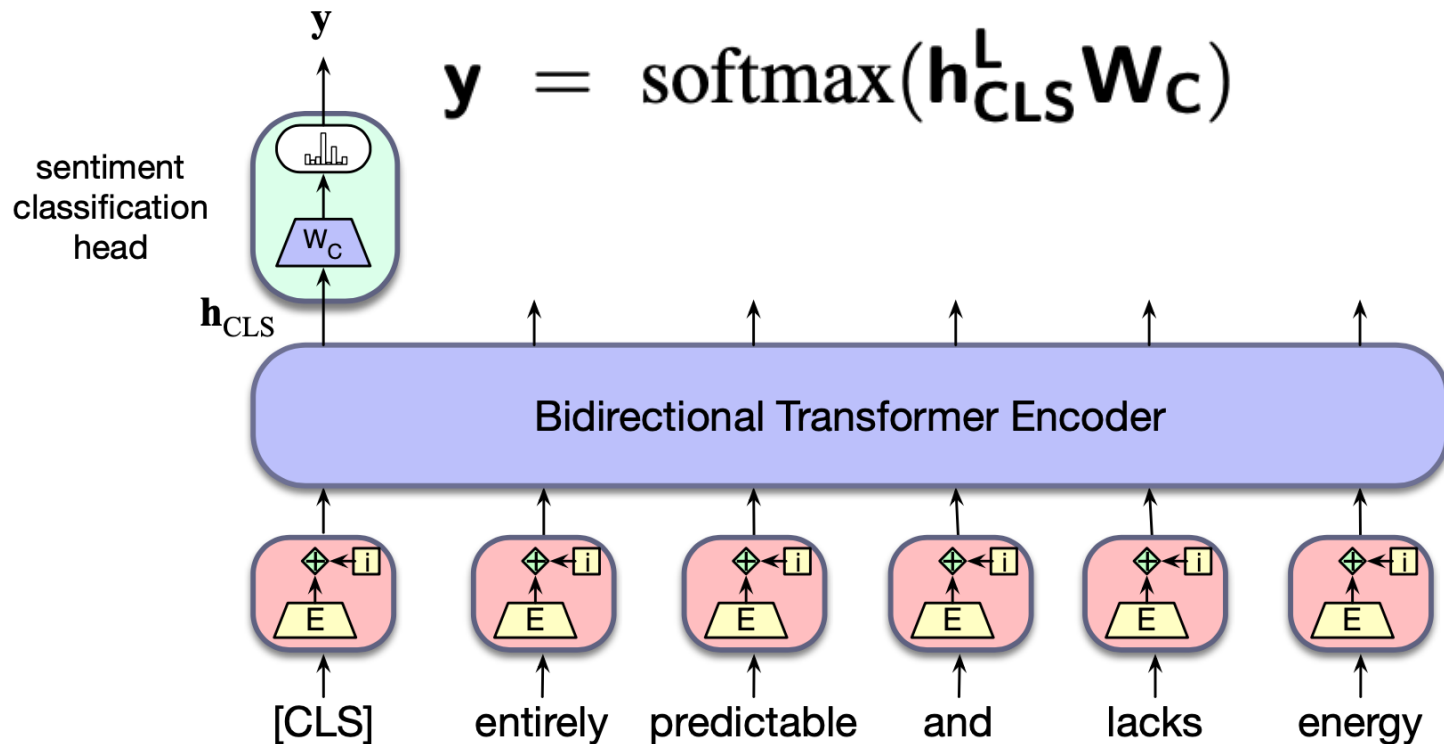 y
y = softmax(h^L_CLS W_C)
sentiment
classification
head
W_C
h_CLS
Bidirectional Transformer Encoder
i i i i i i
E E E E E E
[CLS] entirely predictable and lacks energy